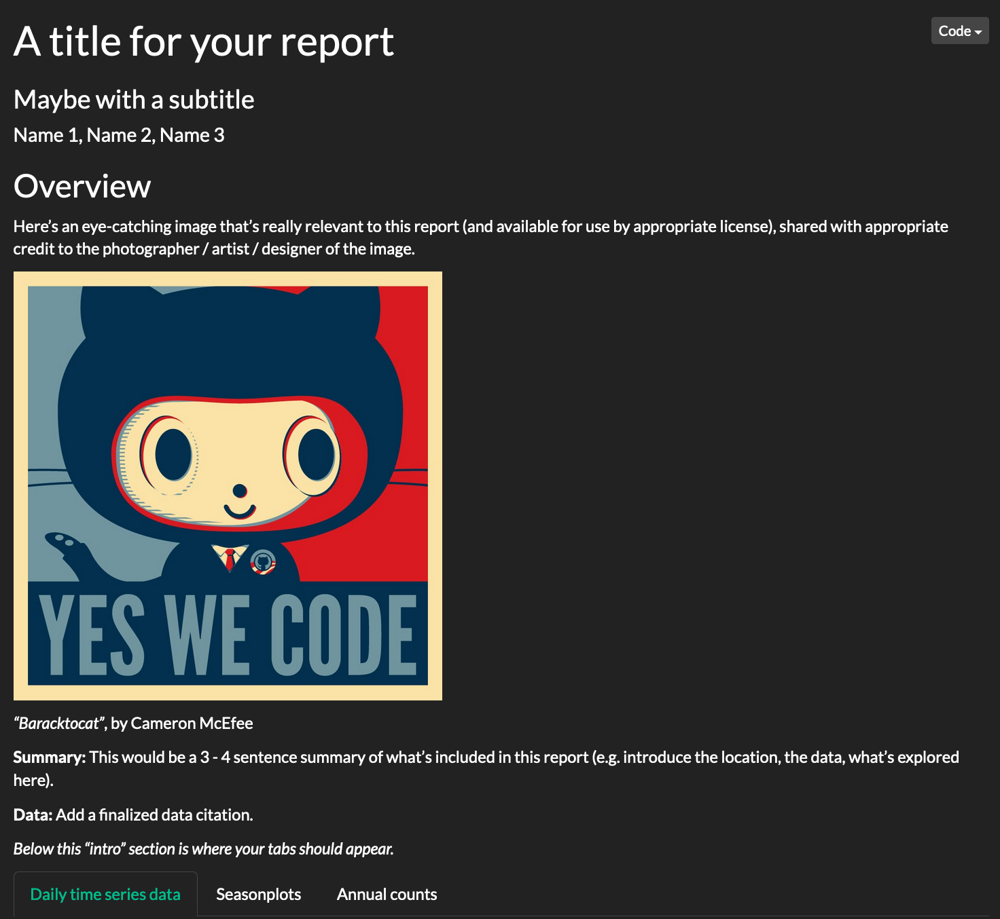 A title for your report
Code
Maybe with a subtitle
Name 1, Name 2, Name 3
Overview
Here’s an eye-catching image that’s really relevant to this report (and available for use by appropriate license), shared with appropriate
credit to the photographer / artist / designer of the image.
YES WE CODE
“Baracktocat”, by Cameron McEfee
Summary: This would be a 3 - 4 sentence summary of what’s included in this report (e.g. introduce the location, the data, what’s explored
here).
Data: Add a finalized data citation.
Below this “intro” section is where your tabs should appear.
Daily time series data Seasonplots Annual counts